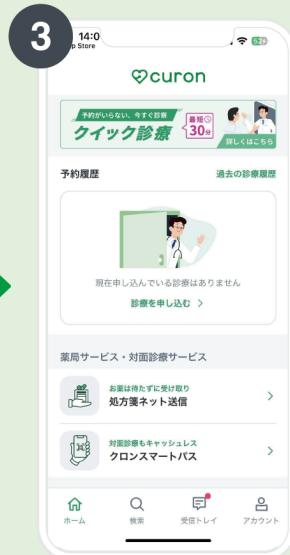 3
14:0
App Store
52
curon
予約がいらない、今すぐ診療
クイック診療
最短
30分
詳しくはこちら
予約履歴
過去の診療履歴
現在申し込んでいる診療はありません
診療を申し込む >
薬局サービス・対面診療サービス
お薬は待たずに受け取り
処方箋ネット送信
対面診療もキャッシュレス
クロンスマートパス
ホーム
検索
受信トレイ
アカウント